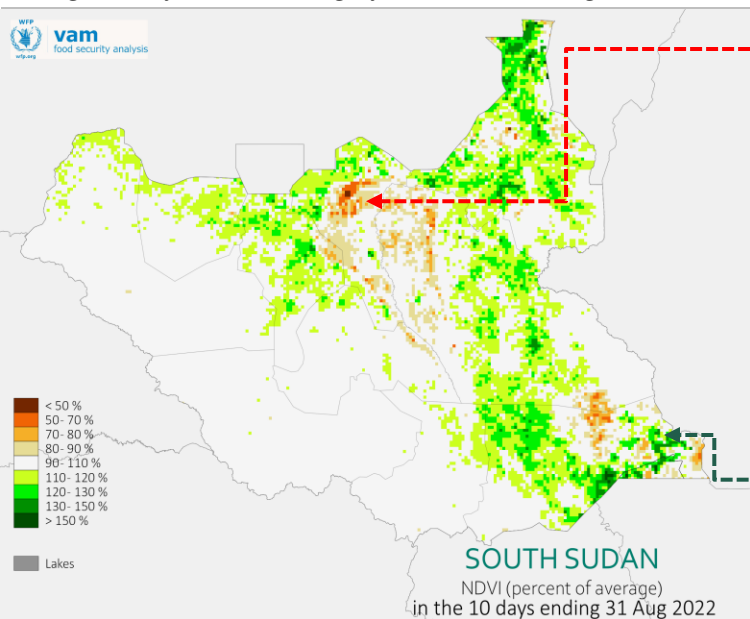 WFP
wfp.org
vam
food security analysis
< 50 %
50- 70 %
70- 80 %
80- 90 %
90- 110 %
110- 120 %
120- 130 %
130- 150 %
> 150 %
Lakes
SOUTH SUDAN
NDVI (percent of average)
in the 10 days ending 31 Aug 2022